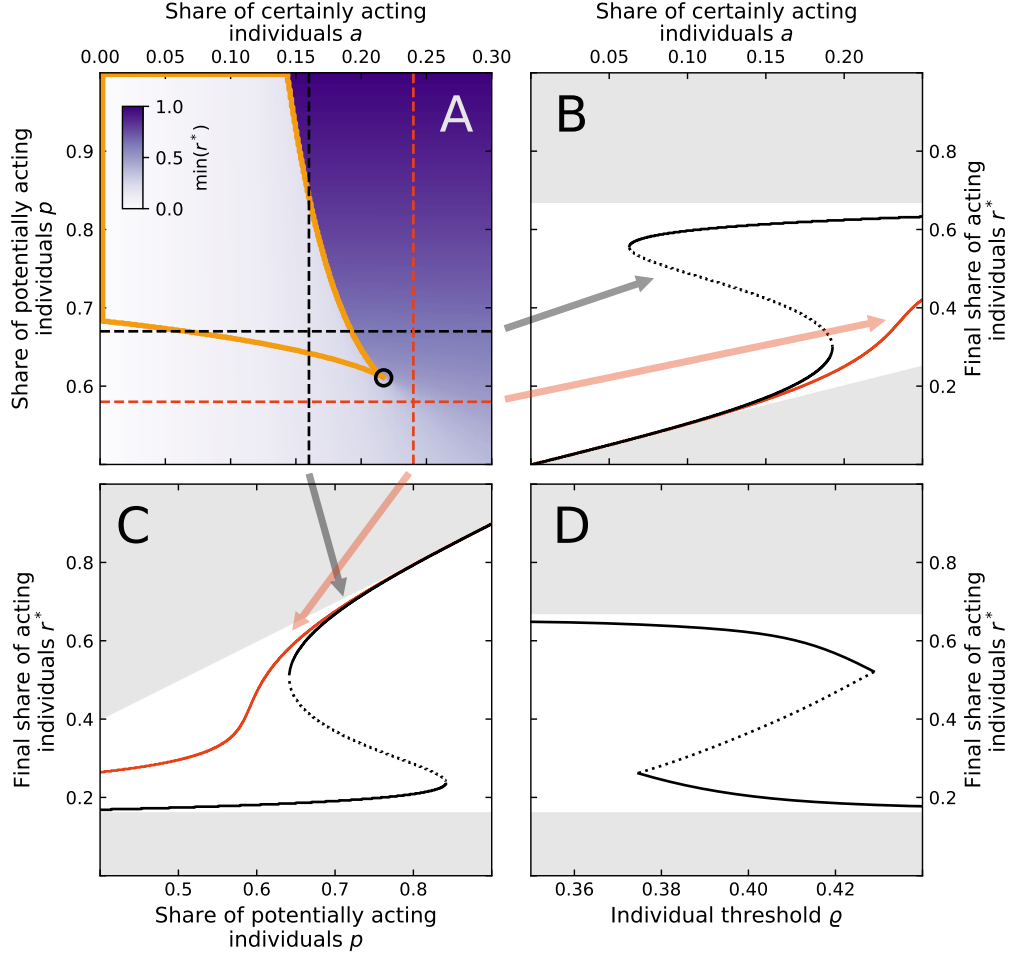 Share of certainly acting
individuals a
0.00 0.05 0.10 0.15 0.20 0.25 0.30
Share of certainly acting
individuals a
0.05 0.10 0.15 0.20
A
1.0
0.5
0.0
min(r*)
0.9
0.8
0.7
0.6
Share of potentially acting
individuals p
B
0.8
0.6
0.4
0.2
Final share of acting
individuals r*
C
0.8
0.6
0.4
0.2
Final share of acting
individuals r*
0.5 0.6 0.7 0.8
Share of potentially acting
individuals p
D
0.8
0.6
0.4
0.2
Final share of acting
individuals r*
0.36 0.38 0.40 0.42
Individual threshold ϱ